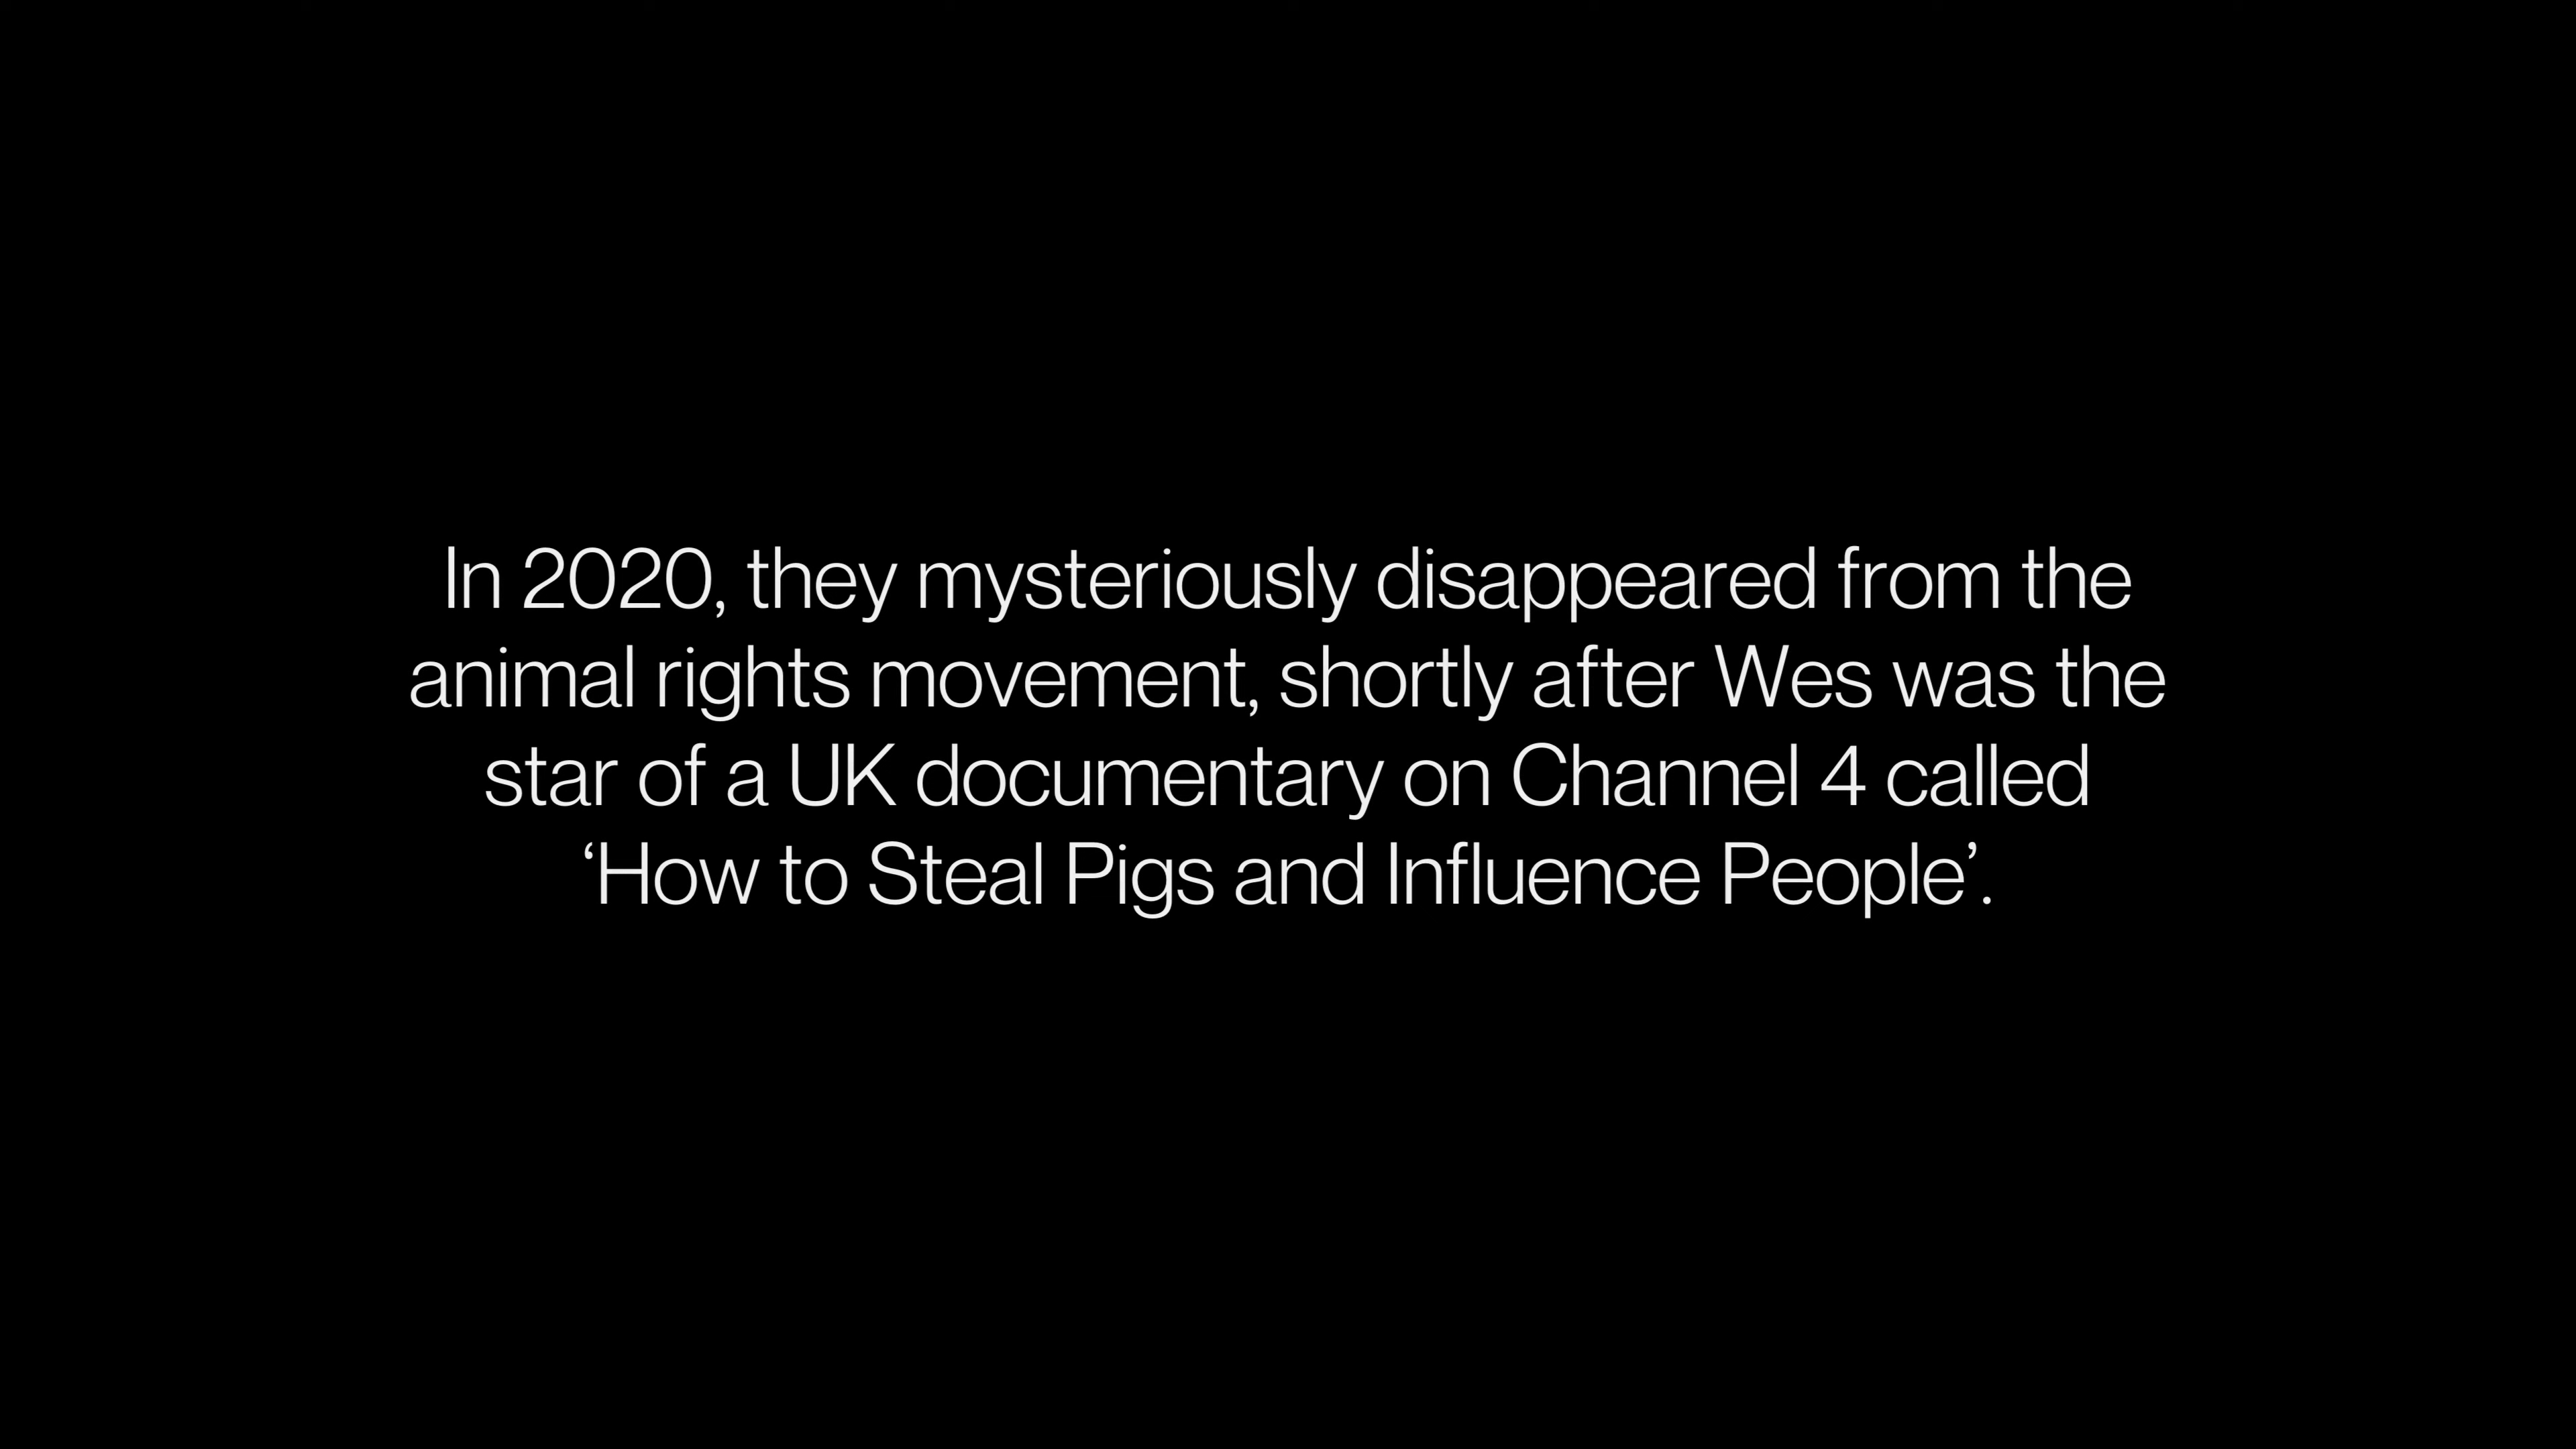 In 2020, they mysteriously disappeared from the
animal rights movement, shortly after Wes was the
star of a UK documentary on Channel 4 called
‘How to Steal Pigs and Influence People’.